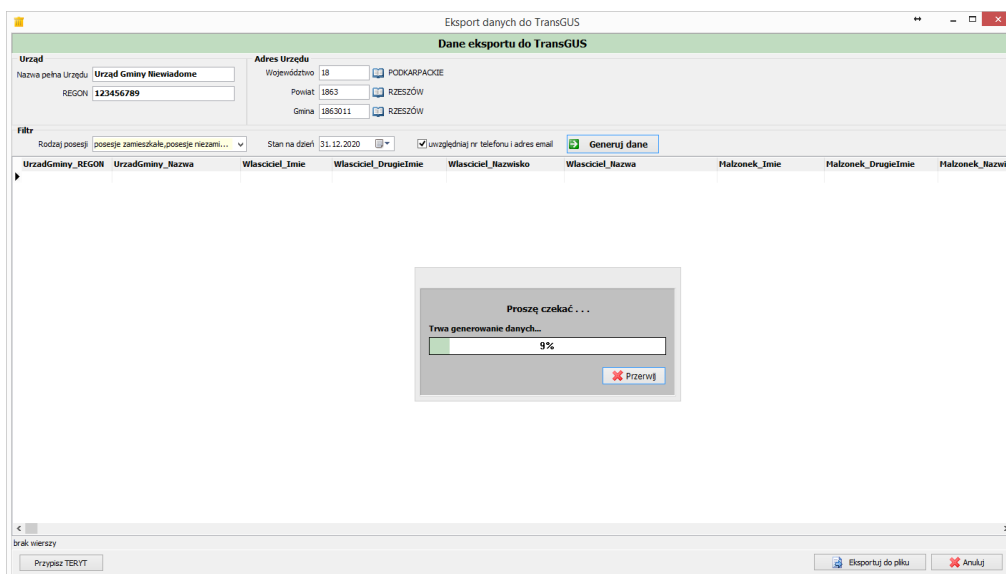 Eksport danych do TransGUS
Dane eksportu do TransGUS
Urząd
Adres Urzędu
Nazwa pełna Urzędu Urząd Gminy Niewiadome
Województwo 18 PODKARPACKIE
REGON 123456789
Powiat 1863 RZESZÓW
Gmina 1863011 RZESZÓW
Filtr
Rodzaj posesji posesje zamieszkałe,posesje niezami... Stan na dzień 31.12.2020 uwzględniaj nr telefonu i adres email Generuj dane
UrzadGminy_REGON UrzadGminy_Nazwa Wlasciciel_Imie Wlasciciel_DrugieImie Wlasciciel_Nazwisko Wlasciciel_Nazwa Malzonek_Imie Malzonek_DrugieImie Malzonek_Nazwi
Proszę czekać . . .
Trwa generowanie danych...
9%
Przerwij
brak wierszy
Przypisz TERYT Eksportuj do pliku Anuluj